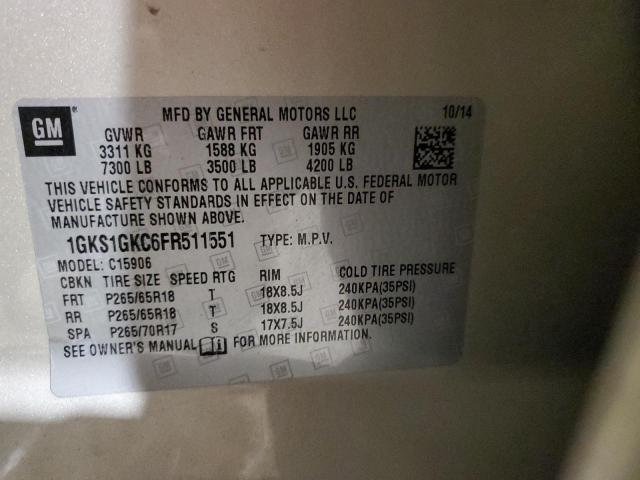 GM ® MFD BY GENERAL MOTORS LLC 10/14
GVWR GAWR FRT GAWR RR
3311 KG 1588 KG 1905 KG
7300 LB 3500 LB 4200 LB
THIS VEHICLE CONFORMS TO ALL APPLICABLE U.S. FEDERAL MOTOR
VEHICLE SAFETY STANDARDS IN EFFECT ON THE DATE OF
MANUFACTURE SHOWN ABOVE.
1GKS1GKC6FR511551 TYPE: M.P.V.
MODEL: C15906
CBKN TIRE SIZE SPEED RTG RIM COLD TIRE PRESSURE
FRT P265/65R18 T 18X8.5J 240KPA(35PSI)
RR P265/65R18 T 18X8.5J 240KPA(35PSI)
SPA P265/70R17 S 17X7.5J 240KPA(35PSI)
SEE OWNER'S MANUAL FOR MORE INFORMATION.